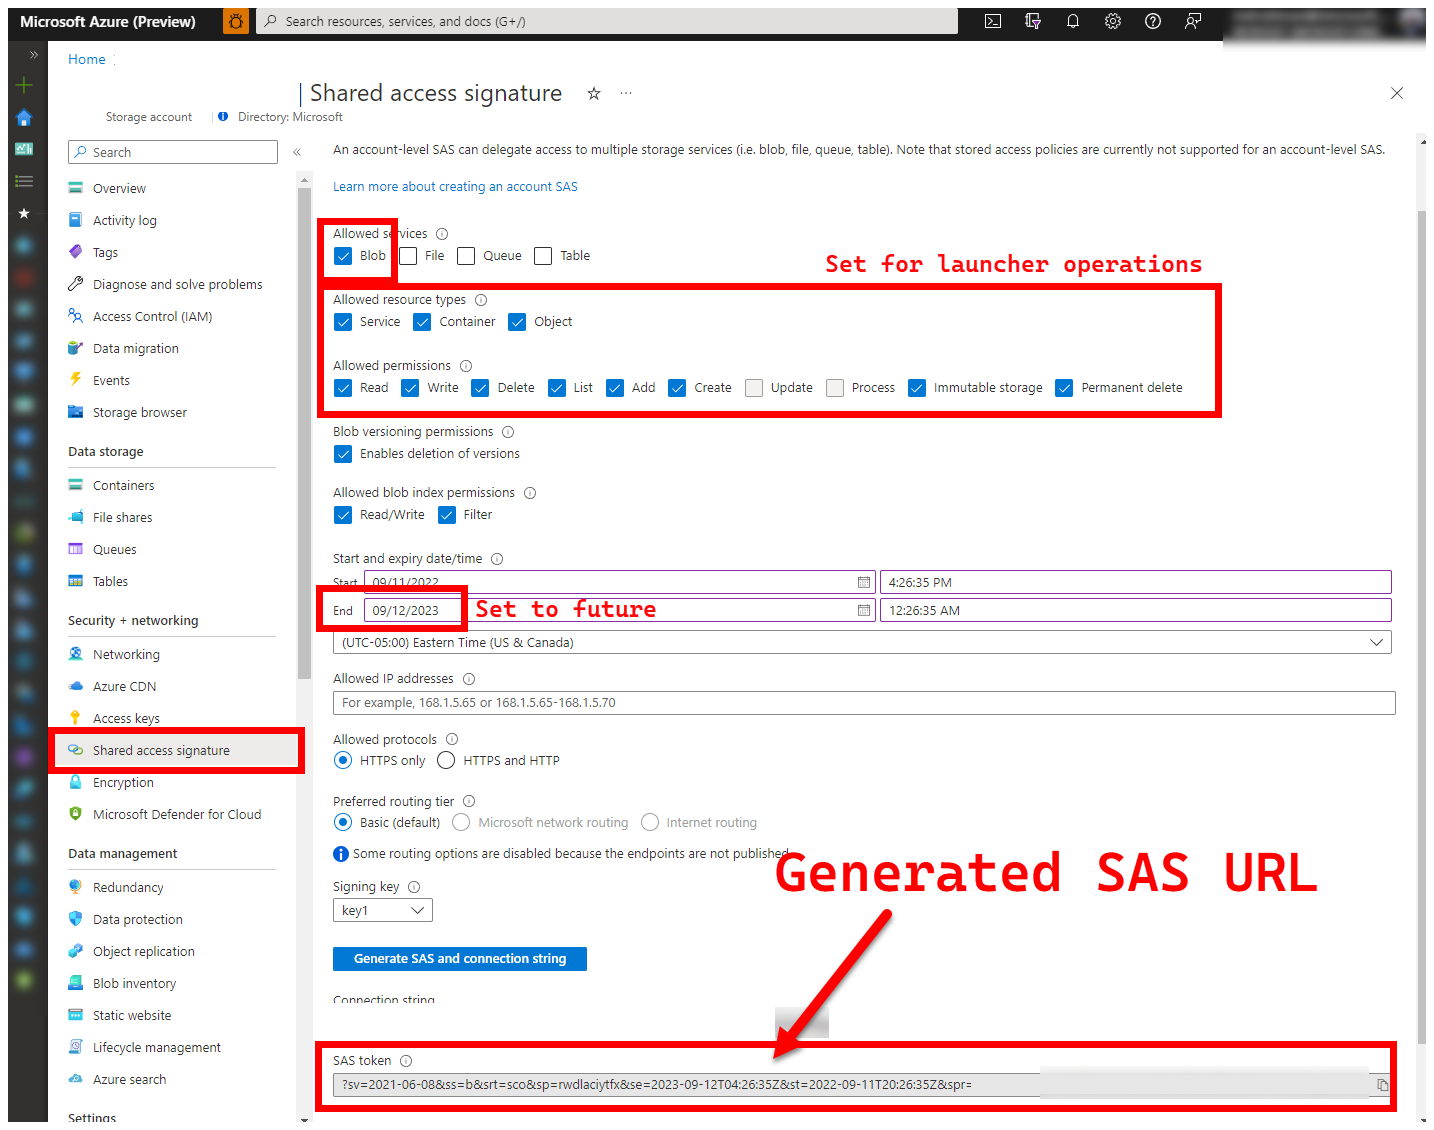 Microsoft Azure (Preview)
Search resources, services, and docs (G+/)
Home
| Shared access signature
Storage account
Directory: Microsoft
Search
An account-level SAS can delegate access to multiple storage services (i.e. blob, file, queue, table). Note that stored access policies are currently not supported for an account-level SAS.
Learn more about creating an account SAS
Overview
Activity log
Tags
Diagnose and solve problems
Access Control (IAM)
Data migration
Events
Storage browser
Data storage
Containers
File shares
Queues
Tables
Security + networking
Networking
Azure CDN
Access keys
Shared access signature
Encryption
Microsoft Defender for Cloud
Data management
Redundancy
Data protection
Object replication
Blob inventory
Static website
Lifecycle management
Azure search
Settings
Allowed services
Blob File Queue Table
Set for launcher operations
Allowed resource types
Service Container Object
Allowed permissions
Read Write Delete List Add Create Update Process Immutable storage Permanent delete
Blob versioning permissions
Enables deletion of versions
Allowed blob index permissions
Read/Write Filter
Start and expiry date/time
Start 09/11/2022 4:26:35 PM
End 09/12/2023 Set to future 12:26:35 AM
(UTC-05:00) Eastern Time (US & Canada)
Allowed IP addresses
For example, 168.1.5.65 or 168.1.5.65-168.1.5.70
Allowed protocols
HTTPS only HTTPS and HTTP
Preferred routing tier
Basic (default) Microsoft network routing Internet routing
Some routing options are disabled because the endpoints are not published.
Generated SAS URL
Signing key
key1
Generate SAS and connection string
Connection string
SAS token
?sv=2021-06-08&ss=b&srt=sco&sp=rwdlaciytfx&se=2023-09-12T04:26:35Z&st=2022-09-11T20:26:35Z&spr=